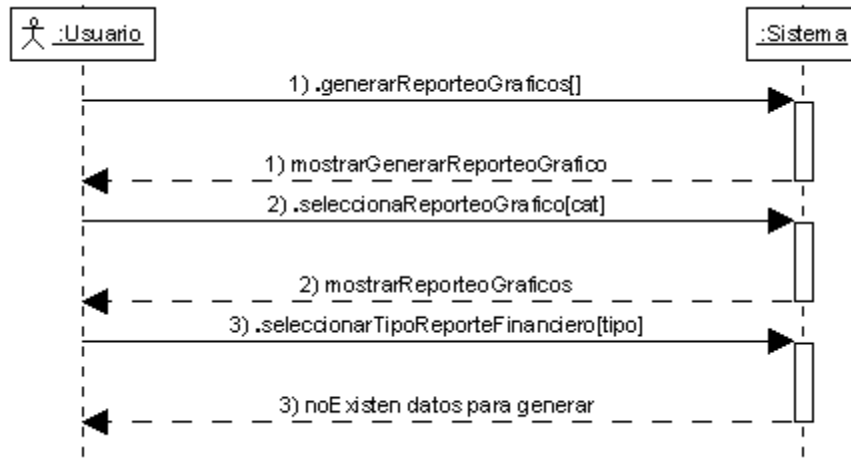 :Usuario
:Sistema
1) .generarReporteoGraficos[]
1) mostrarGenerarReporteoGrafico
2) .seleccionaReporteoGrafico[cat]
2) mostrarReporteoGraficos
3) .seleccionarTipoReporteFinanciero[tipo]
3) noExisten datos para generar